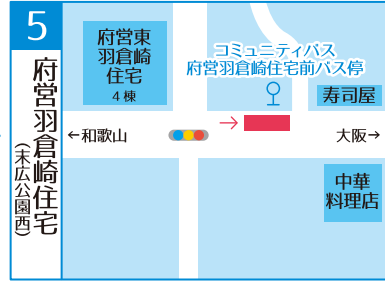 5
府営羽倉崎住宅
(末広公園西)
府営東
羽倉崎
住宅
4棟
コミュニティバス
府営羽倉崎住宅前バス停
寿司屋
←和歌山
大阪→
中華
料理店